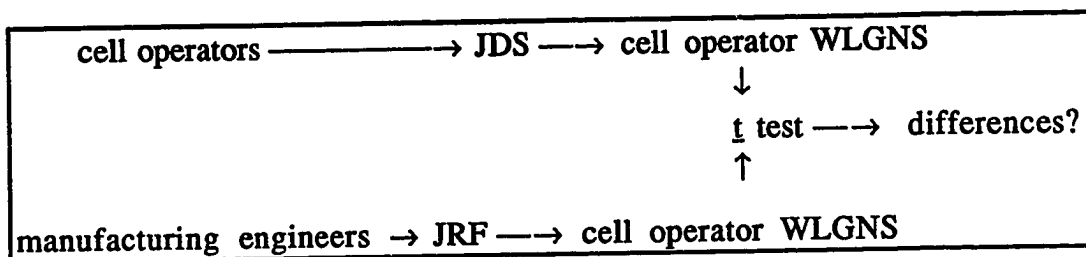 cell operators ———→ JDS —→ cell operator WLGNS
↓
t test —→ differences?
↑
manufacturing engineers → JRF —→ cell operator WLGNS